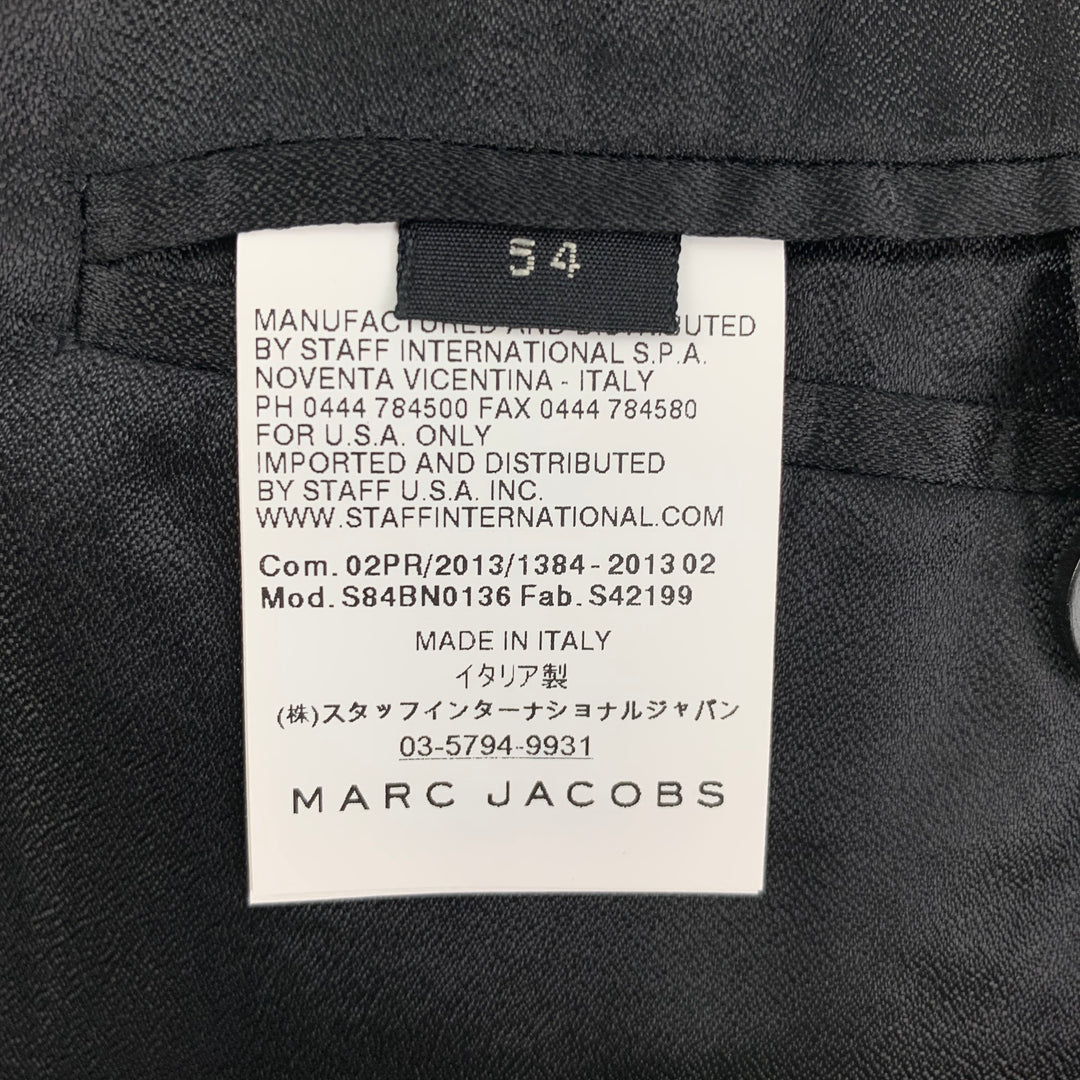 54
MANUFACTURED AND DISTRIBUTED
BY STAFF INTERNATIONAL S.P.A.
NOVENTA VICENTINA - ITALY
PH 0444 784500 FAX 0444 784580
FOR U.S.A. ONLY
IMPORTED AND DISTRIBUTED
BY STAFF U.S.A. INC.
WWW.STAFFINTERNATIONAL.COM
Com. 02PR/2013/1384 - 2013 02
Mod. S84BN0136 Fab. S42199
MADE IN ITALY
イタリア製
(株)スタッフインターナショナルジャパン
03-5794-9931
MARC JACOBS